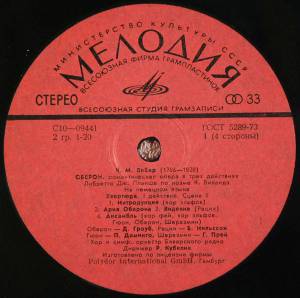 МИНИСТЕРСТВО КУЛЬТУРЫ СССР
МЕЛОДИЯ
ВСЕСОЮЗНАЯ ФИРМА ГРАМПЛАСТИНОК
СТЕРЕО
33
ВСЕСОЮЗНАЯ СТУДИЯ ГРАМЗАПИСИ
С10—09441
ГОСТ 5289-73
2 гр. 1-20
1 (4 стороны)
К. М. Вебер (1786—1826)
ОБЕРОН, романтическая опера в трех действиях
Либретто Дж. Планше по поэме К. Виланда
На немецком языке
Увертюра. 1 действие. Сцена 1
1. Интродукция (хор эльфов)
2. Ария Оберона 3. Видение (Реция)
4. Ансамбль (хор фей, хор эльфов,
Гюон, Оберон, Шеразмин)
Оберон — Д. Гроуб, Реция — Б. Нильссон
Гюон — П. Доминго, Шеразмин — Г. Прей
Хор и симф. оркестр Баварского радио
Дирижер Р. Кубелик
Изготовлено по лицензии фирмы
Polydor International GmbH, Гамбург